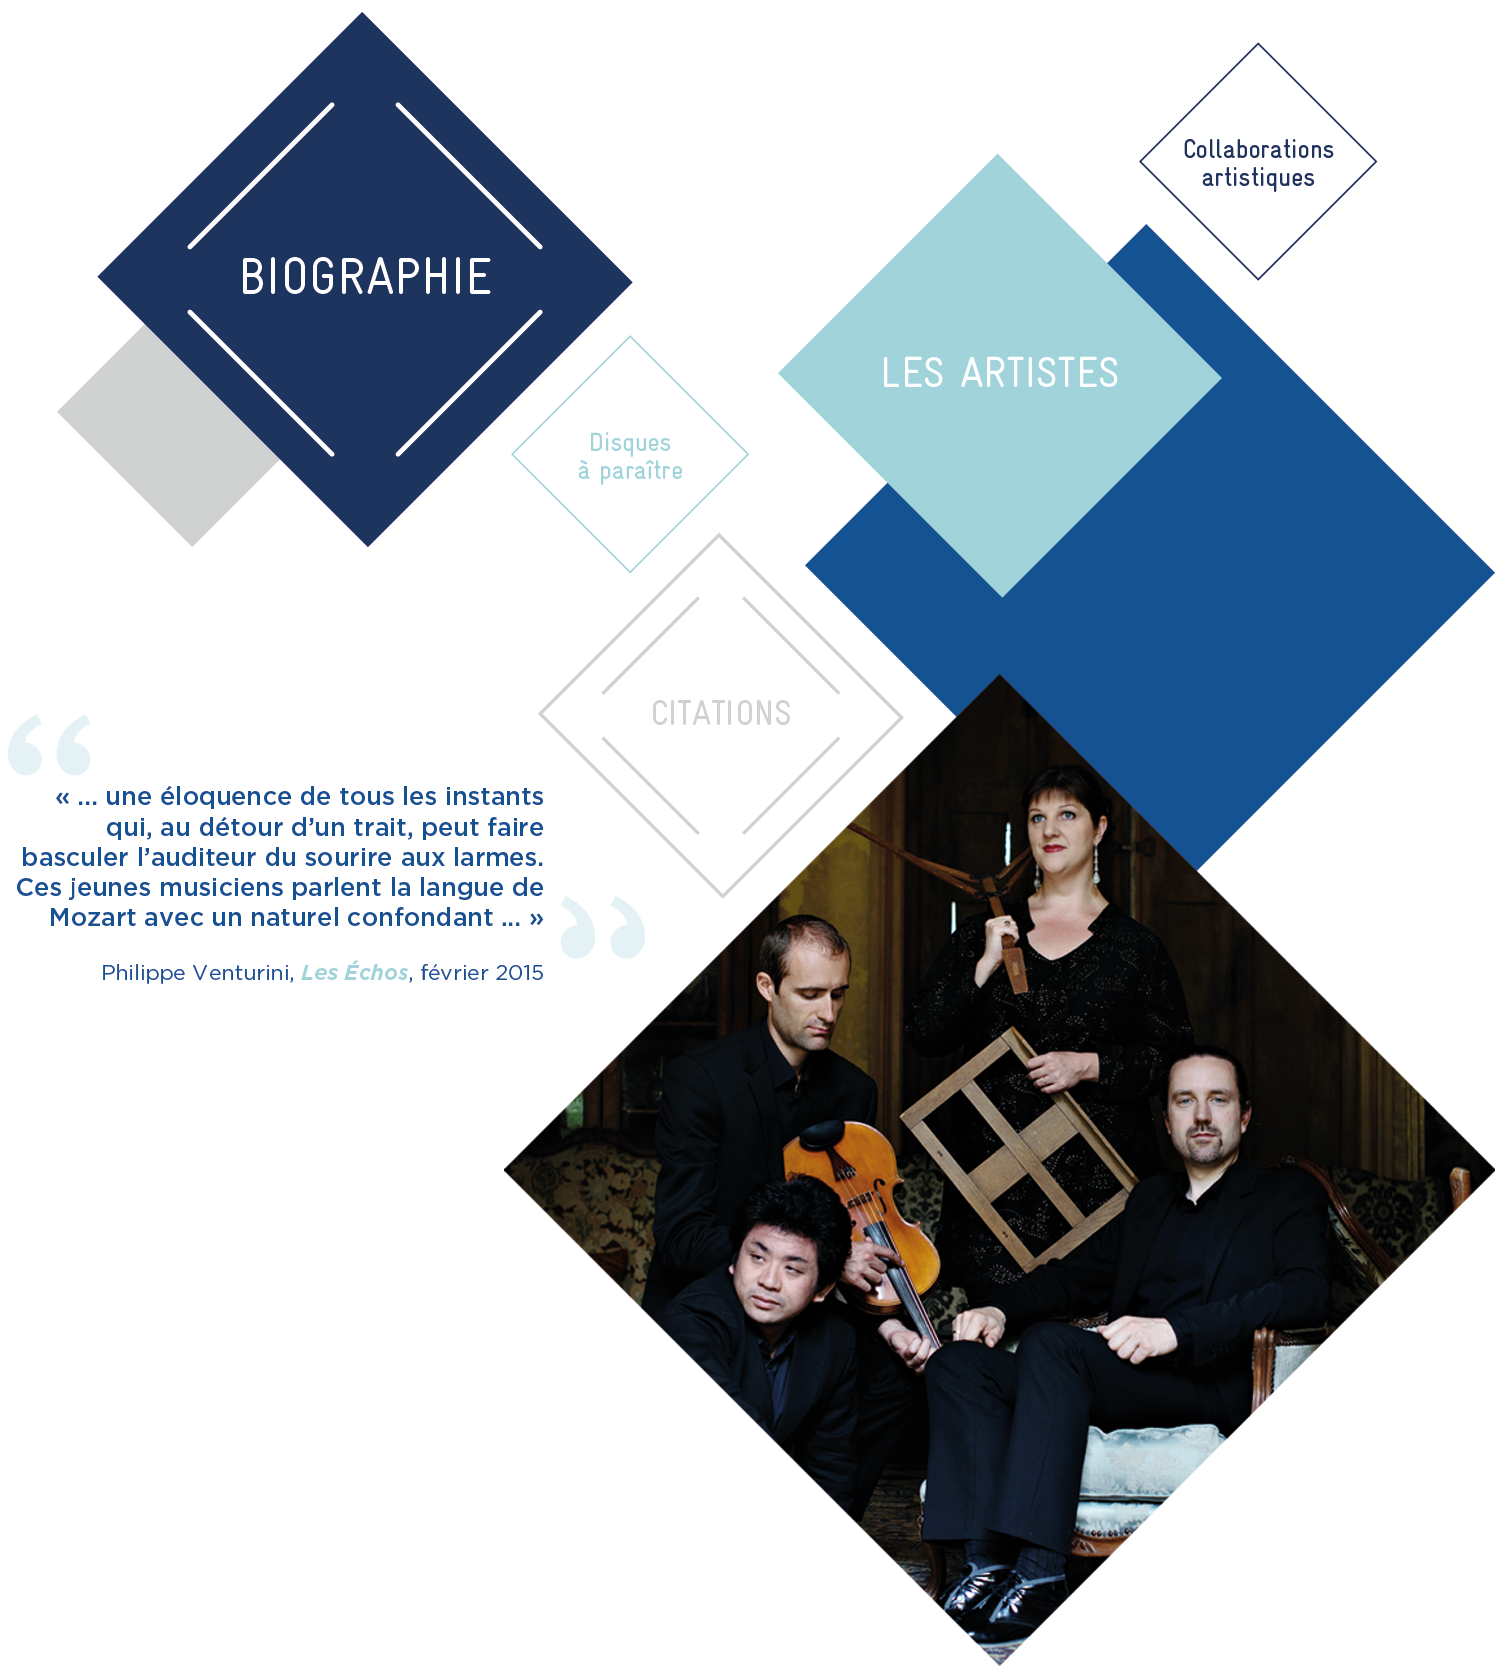 BIOGRAPHIE
Collaborations
artistiques
LES ARTISTES
Disques
à paraître
CITATIONS
“
« ... une éloquence de tous les instants
qui, au détour d’un trait, peut faire
basculer l’auditeur du sourire aux larmes.
Ces jeunes musiciens parlent la langue de
Mozart avec un naturel confondant ... »
”
Philippe Venturini, Les Échos, février 2015